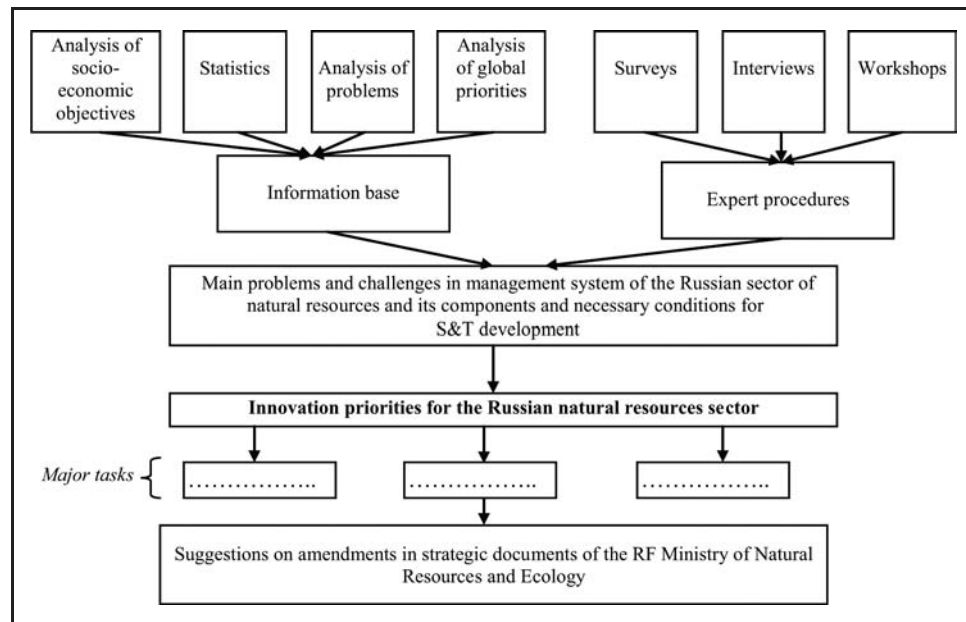 Analysis of
socio-
economic
objectives
Statistics
Analysis of
problems
Analysis
of global
priorities
Surveys
Interviews
Workshops
Information base
Expert procedures
Main problems and challenges in management system of the Russian sector of
natural resources and its components and necessary conditions for
S&T development
Innovation priorities for the Russian natural resources sector
Major tasks
……………..
……………..
……………..
Suggestions on amendments in strategic documents of the RF Ministry of Natural
Resources and Ecology